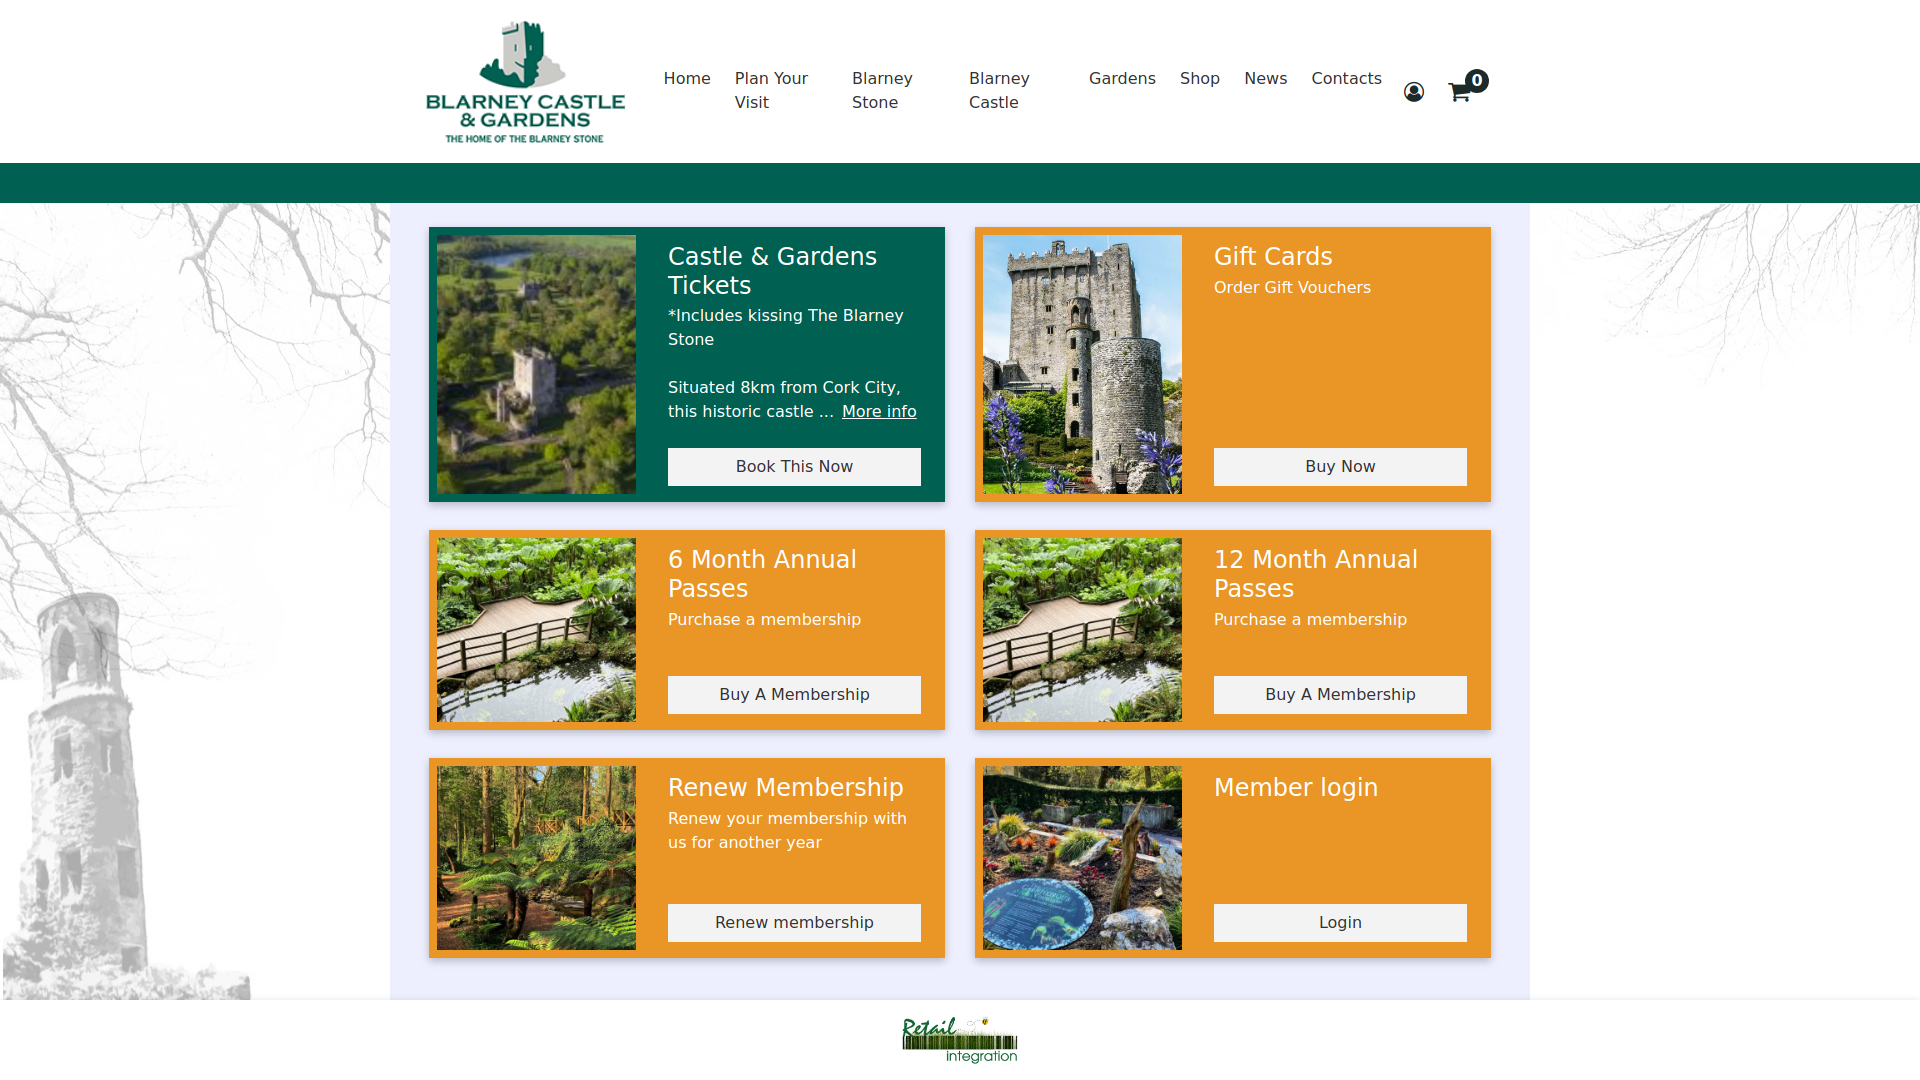 BLARNEY CASTLE
& GARDENS
THE HOME OF THE BLARNEY STONE
Home
Plan Your
Visit
Blarney
Stone
Blarney
Castle
Gardens
Shop
News
Contacts
0
Castle & Gardens
Tickets
*Includes kissing The Blarney
Stone
Situated 8km from Cork City,
this historic castle ... More info
Book This Now
Gift Cards
Order Gift Vouchers
Buy Now
6 Month Annual
Passes
Purchase a membership
Buy A Membership
12 Month Annual
Passes
Purchase a membership
Buy A Membership
Renew Membership
Renew your membership with
us for another year
Renew membership
Member login
Login
Retail
integration